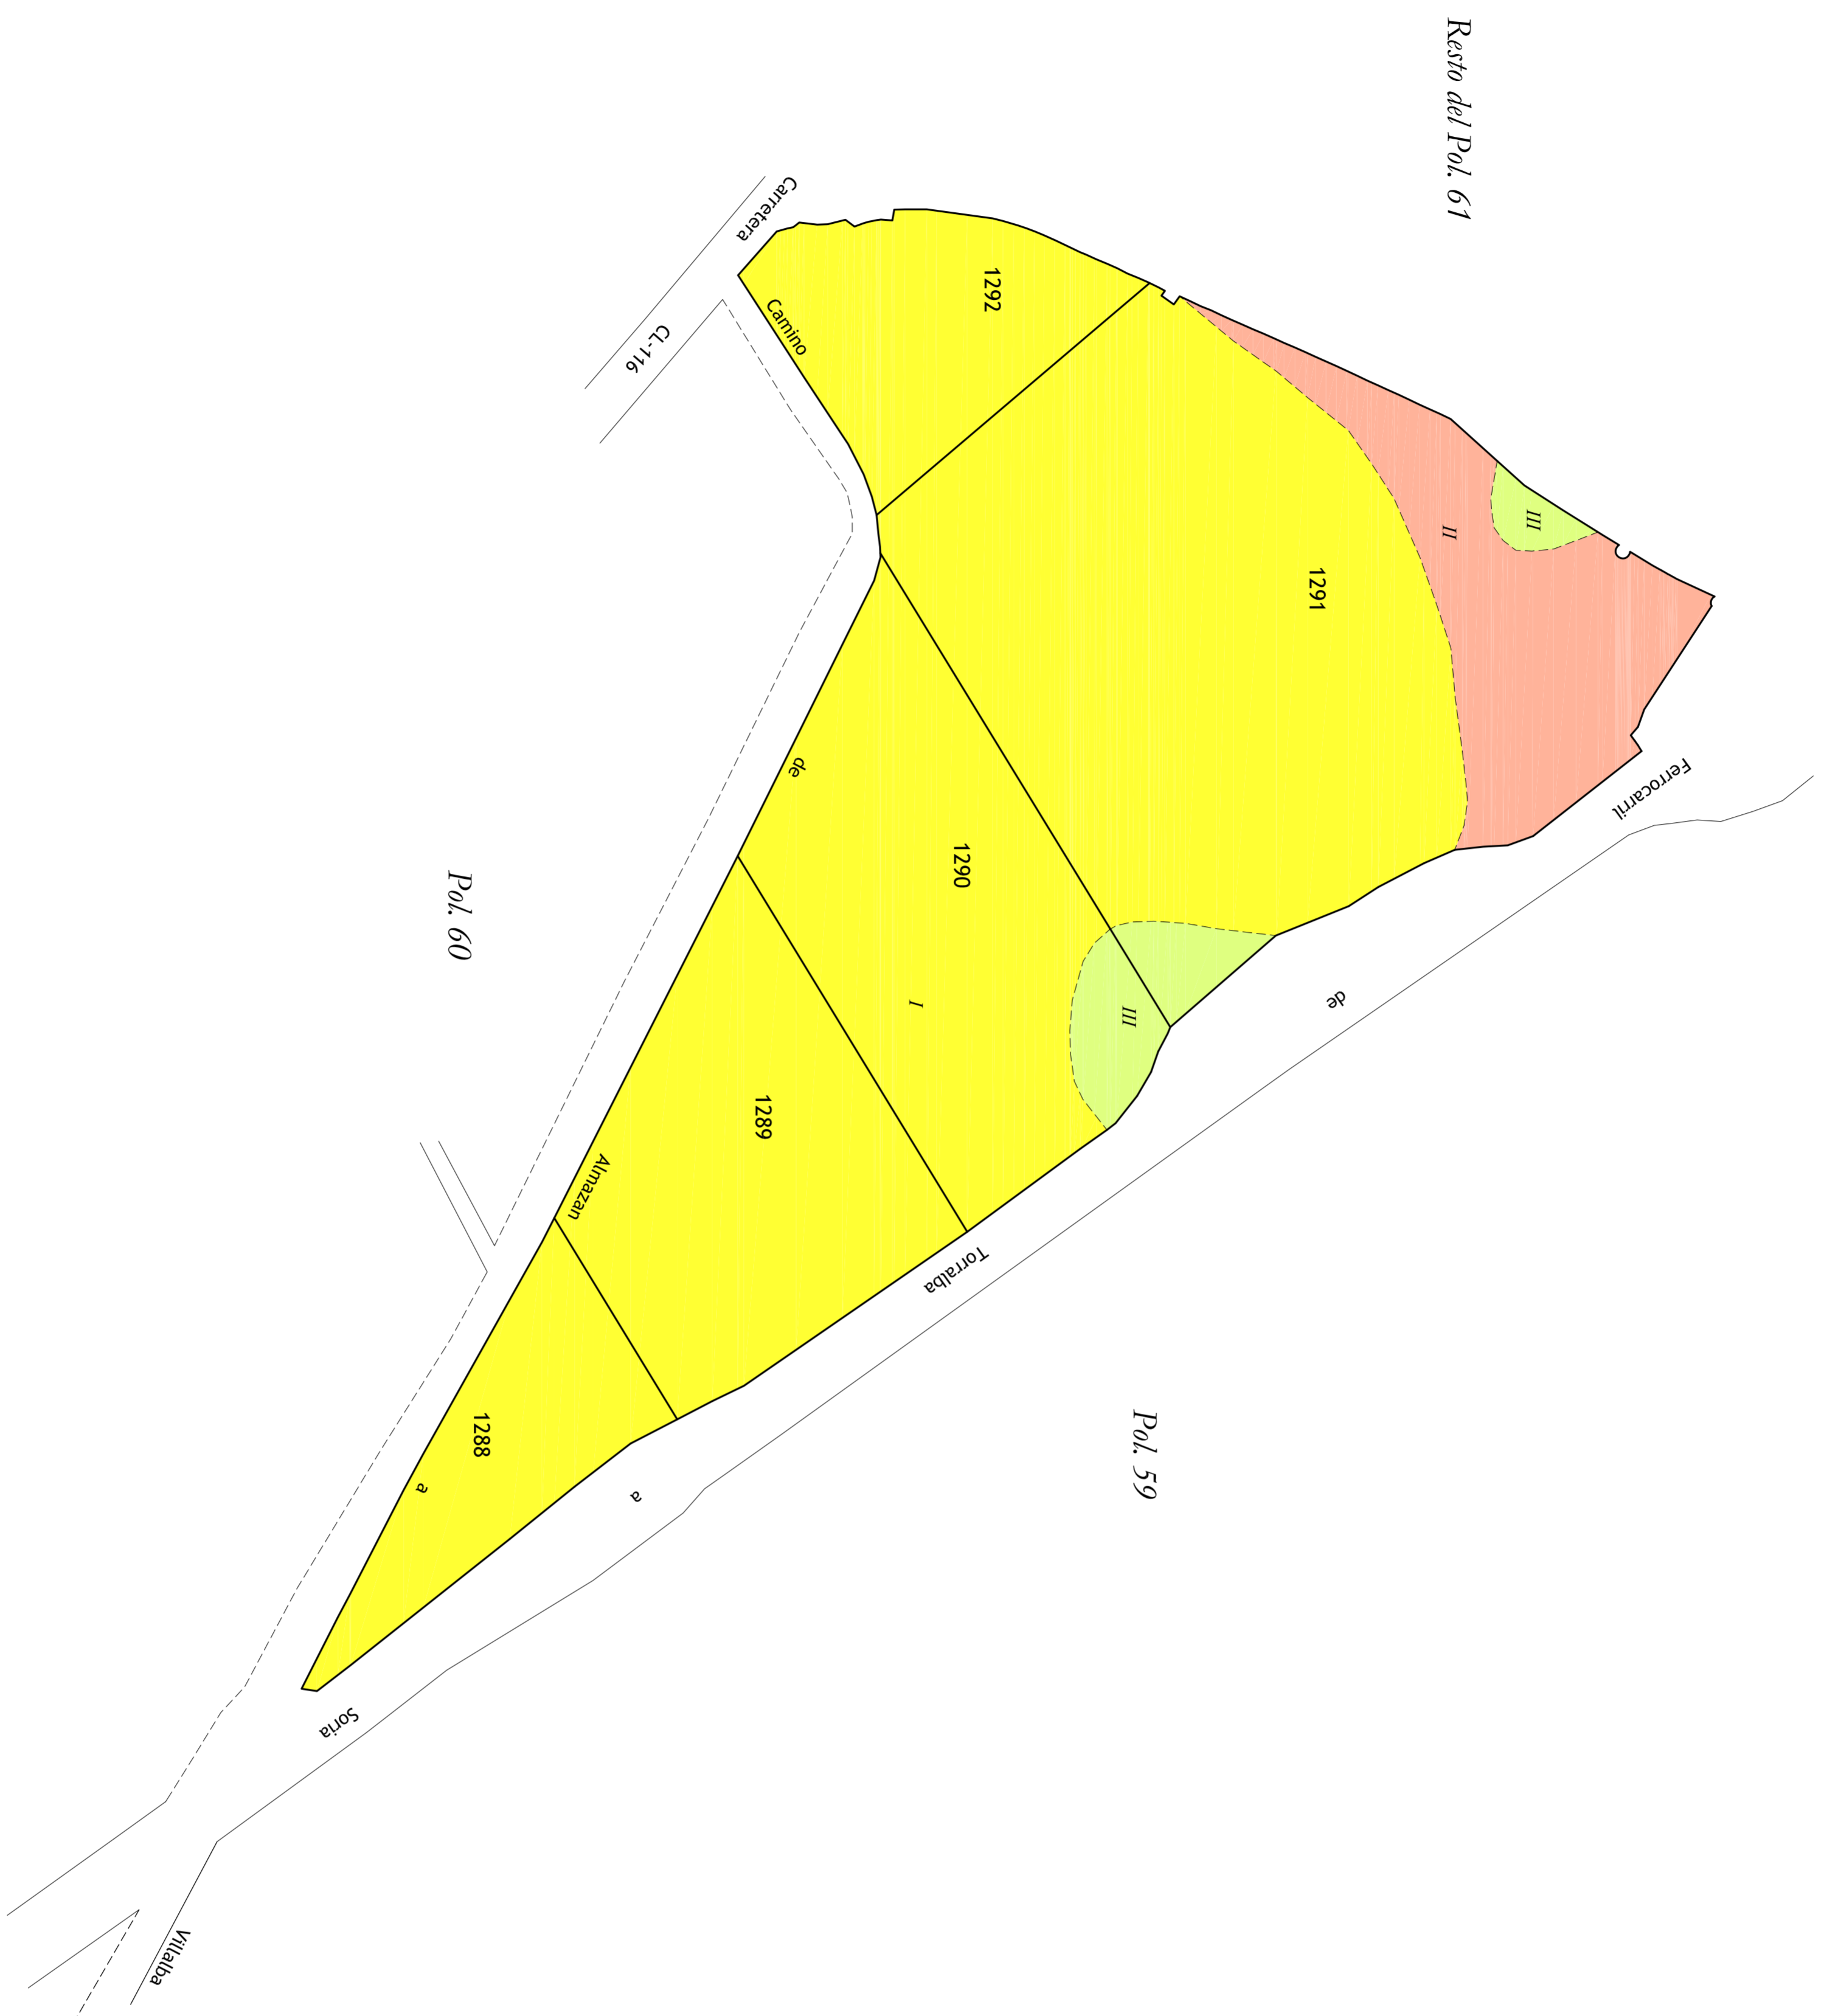 Resto del Pol. 61
Carretera
CL-116
Camino
de
Almazan
a
Villalba
Ferrocarril
de
Torralba
a
Soria
1292
1291
1290
1289
1288
I
II
III
III
Pol. 60
Pol. 59